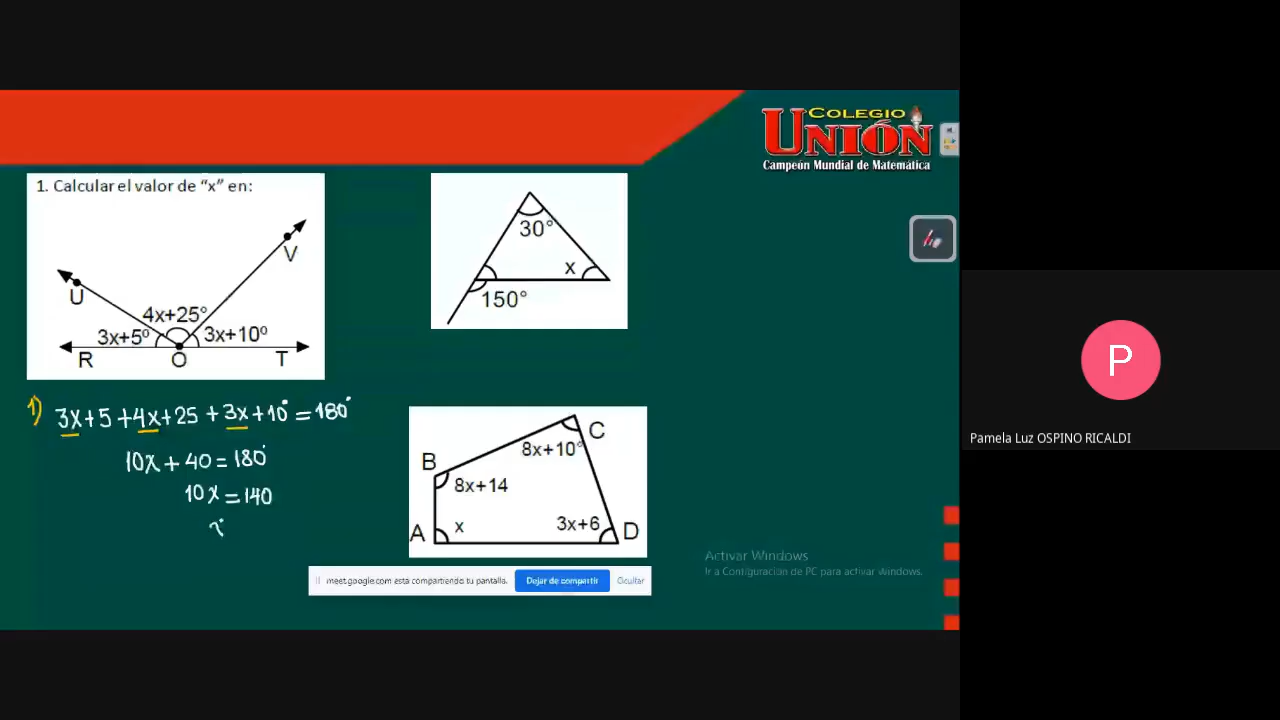 COLEGIO
UNIÓN
Campeón Mundial de Matemática
1. Calcular el valor de “x” en:
V
U
4x+25°
3x+5º
3x+10º
R
O
T
30°
x
150°
1) 3x+5+4x+25+3x+10°=180°
10x+40=180°
10x=140
x
C
8x+10°
B
8x+14
A
x
3x+6
D
meet.google.com está compartiendo tu pantalla.
Dejar de compartir
Ocultar
Activar Windows
Ir a Configuración de PC para activar Windows.
P
Pamela Luz OSPINO RICALDI